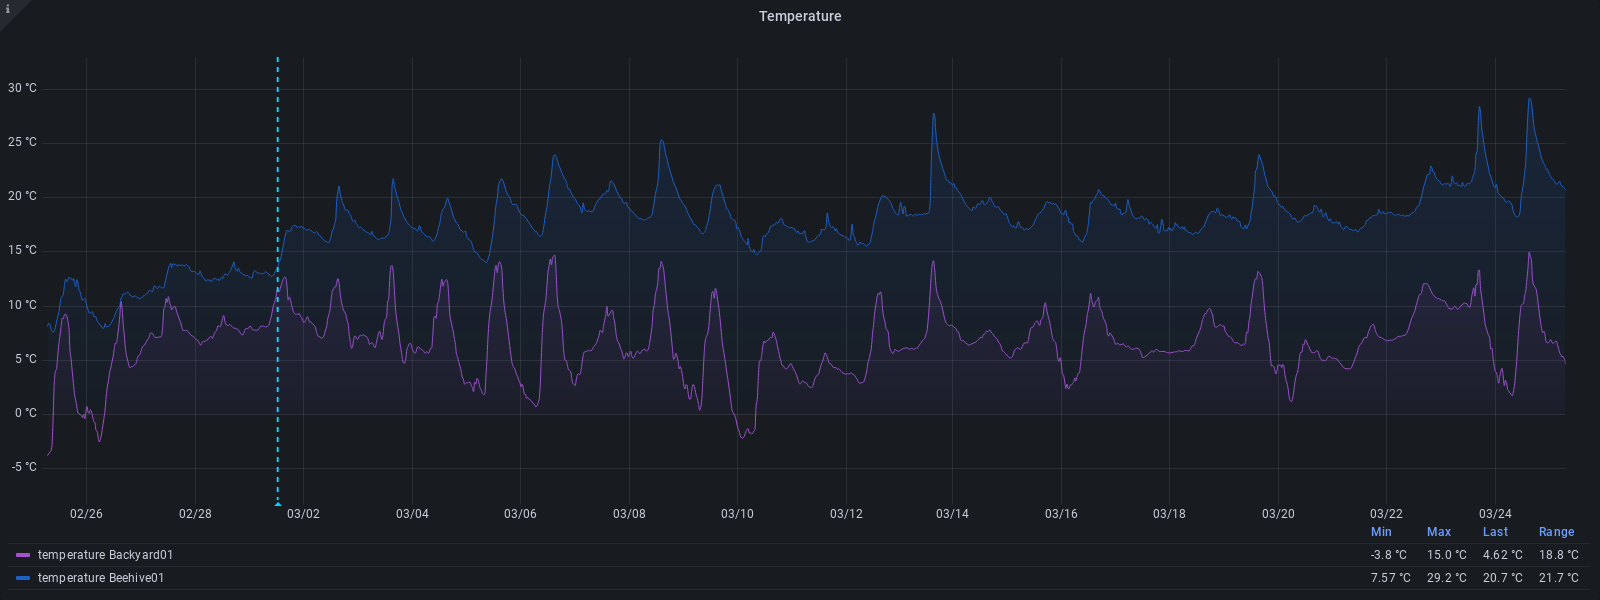 i
Temperature
30 °C
25 °C
20 °C
15 °C
10 °C
5 °C
0 °C
-5 °C
02/26 02/28 03/02 03/04 03/06 03/08 03/10 03/12 03/14 03/16 03/18 03/20 03/22 03/24
Min Max Last Range
temperature Backyard01 -3.8 °C 15.0 °C 4.62 °C 18.8 °C
temperature Beehive01 7.57 °C 29.2 °C 20.7 °C 21.7 °C